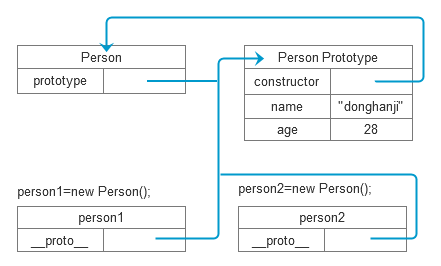 Person
prototype
Person Prototype
constructor
name "donghanji"
age 28
person1=new Person();
person1
__proto__
person2=new Person();
person2
__proto__